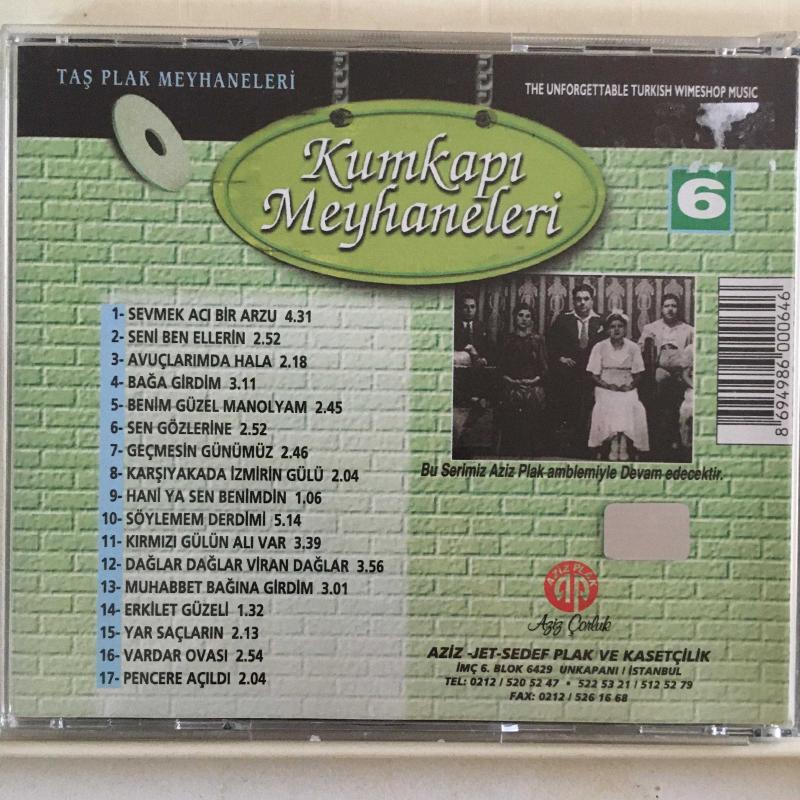 TAŞ PLAK MEYHANELERİ
THE UNFORGETTABLE TURKISH WIMESHOP MUSIC
Kumkapı
Meyhaneleri
6
1- SEVMEK ACI BİR ARZU 4.31
2- SENİ BEN ELLERİN 2.52
3- AVUÇLARIMDA HALA 2.18
4- BAĞA GİRDİM 3.11
5- BENİM GÜZEL MANOLYAM 2.45
6- SEN GÖZLERİNE 2.52
7- GEÇMESİN GÜNÜMÜZ 2.46
8- KARŞIYAKADA İZMİRİN GÜLÜ 2.04
9- HANİ YA SEN BENİMDİN 1.06
10- SÖYLEMEM DERDİMİ 5.14
11- KIRMIZI GÜLÜN ALI VAR 3.39
12- DAĞLAR DAĞLAR VİRAN DAĞLAR 3.56
13- MUHABBET BAĞINA GİRDİM 3.01
14- ERKİLET GÜZELİ 1.32
15- YAR SAÇLARIN 2.13
16- VARDAR OVASI 2.54
17- PENCERE AÇILDI 2.04
8 694986 000646
Bu Serimiz Aziz Plak amblemiyle Devam edecektir.
AZİZ PLAK
AP
Aziz Çorluk
AZİZ -JET-SEDEF PLAK VE KASETÇİLİK
İMÇ 6. BLOK 6429 UNKAPANI / İSTANBUL
TEL: 0212 / 520 52 47 • 522 53 21 / 512 52 79
FAX: 0212 / 526 16 68